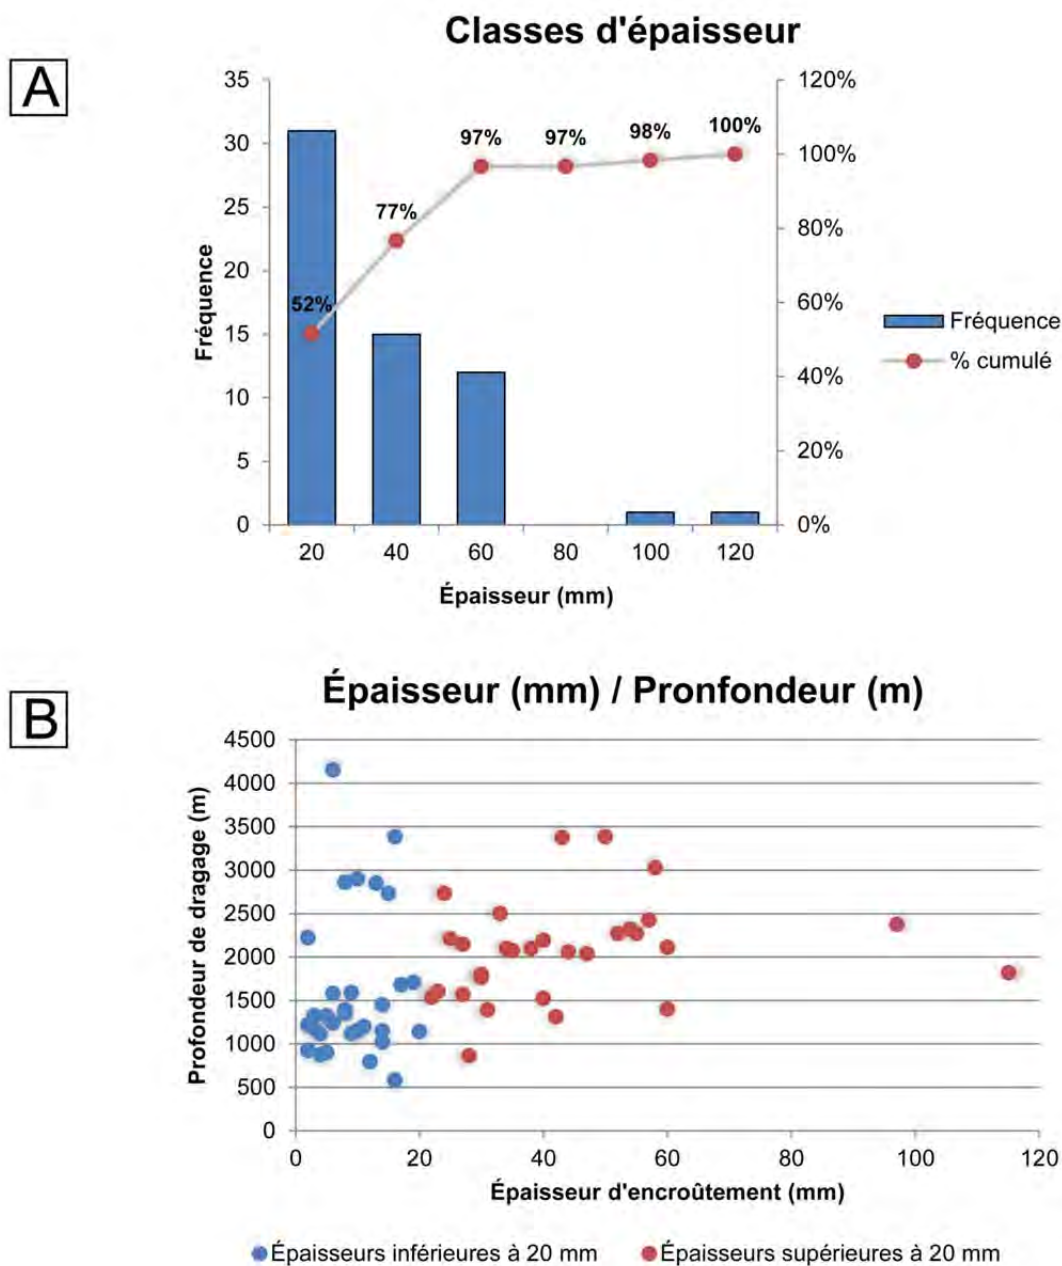 Classes d'épaisseur
A
35
30
25
20
15
10
5
0
120%
100%
80%
60%
40%
20%
0%
52%
77%
97%
97%
98%
100%
Fréquence
Fréquence
% cumulé
20 40 60 80 100 120
Épaisseur (mm)
Épaisseur (mm) / Pronfondeur (m)
B
4500
4000
3500
3000
2500
2000
1500
1000
500
0
Profondeur de dragage (m)
0 20 40 60 80 100 120
Épaisseur d'encroûtement (mm)
Épaisseurs inférieures à 20 mm Épaisseurs supérieures à 20 mm